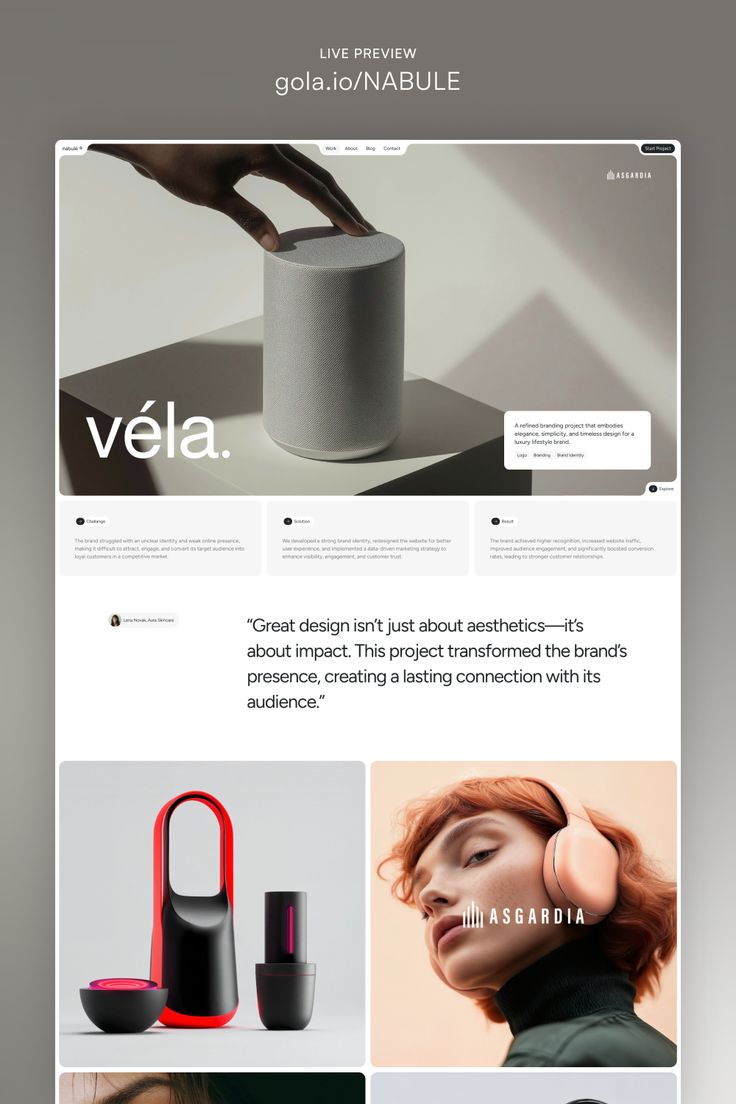 LIVE PREVIEW
gola.io/NABULE
nabulé
Work About Blog Contact
Start Project
ASGARDIA
véla.
A refined branding project that embodies
elegance, simplicity, and timeless design for a
luxury lifestyle brand.
Logo Branding Brand Identity
Explore
Challange
The brand struggled with an unclear identity and weak online presence,
making it difficult to attract, engage, and convert its target audience into
loyal customers in a competitive market.
Solution
We developed a strong brand identity, redesigned the website for better
user experience, and implemented a data-driven marketing strategy to
enhance visibility, engagement, and customer trust.
Result
The brand achieved higher recognition, increased website traffic,
improved audience engagement, and significantly boosted conversion
rates, leading to stronger customer relationships.
Lena Novak, Aura Skincare
“Great design isn’t just about aesthetics—it’s
about impact. This project transformed the brand’s
presence, creating a lasting connection with its
audience.”
ASGARDIA